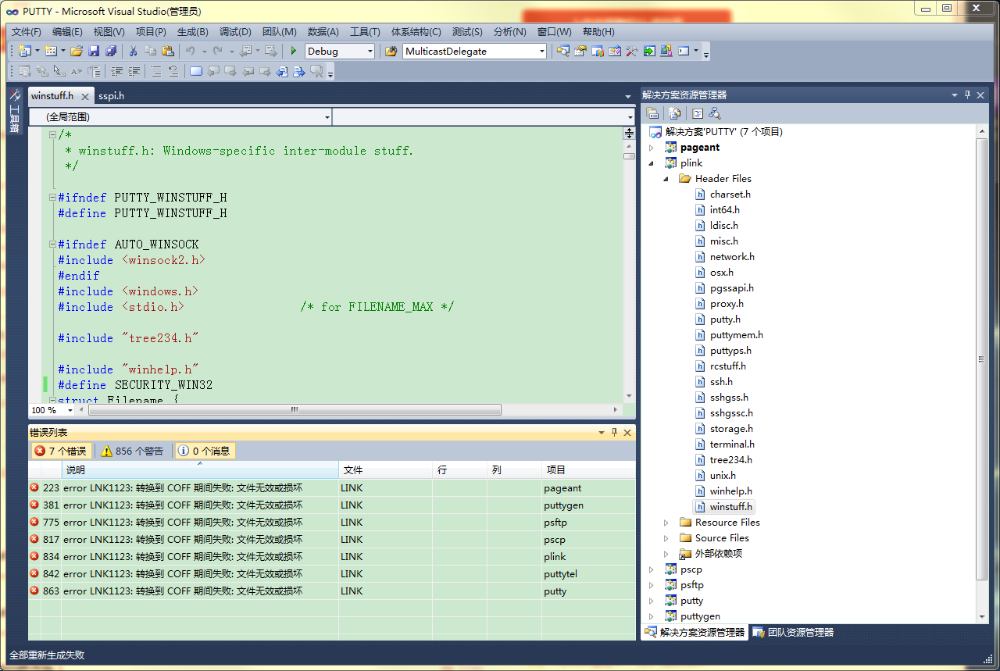 PUTTY - Microsoft Visual Studio(管理员)
文件(F) 编辑(E) 视图(V) 项目(P) 生成(B) 调试(D) 团队(M) 数据(A) 工具(T) 体系结构(C) 测试(S) 分析(N) 窗口(W) 帮助(H)
Debug MulticastDelegate
工具箱
winstuff.h sspi.h
(全局范围)
/*
* winstuff.h: Windows-specific inter-module stuff.
*/
#ifndef PUTTY_WINSTUFF_H
#define PUTTY_WINSTUFF_H
#ifndef AUTO_WINSOCK
#include <winsock2.h>
#endif
#include <windows.h>
#include <stdio.h> /* for FILENAME_MAX */
#include "tree234.h"
#include "winhelp.h"
#define SECURITY_WIN32
struct Filename {
100 %
错误列表
7 个错误 856 个警告 0 个消息
说明 文件 行 列 项目
223 error LNK1123: 转换到 COFF 期间失败: 文件无效或损坏 LINK pageant
381 error LNK1123: 转换到 COFF 期间失败: 文件无效或损坏 LINK puttygen
775 error LNK1123: 转换到 COFF 期间失败: 文件无效或损坏 LINK psftp
817 error LNK1123: 转换到 COFF 期间失败: 文件无效或损坏 LINK pscp
834 error LNK1123: 转换到 COFF 期间失败: 文件无效或损坏 LINK plink
842 error LNK1123: 转换到 COFF 期间失败: 文件无效或损坏 LINK puttytel
863 error LNK1123: 转换到 COFF 期间失败: 文件无效或损坏 LINK putty
解决方案资源管理器
解决方案'PUTTY' (7 个项目)
pageant
plink
Header Files
charset.h
int64.h
ldisc.h
misc.h
network.h
osx.h
pgssapi.h
proxy.h
putty.h
puttymem.h
puttyps.h
rcstuff.h
ssh.h
sshgss.h
sshgssc.h
storage.h
terminal.h
tree234.h
unix.h
winhelp.h
winstuff.h
Resource Files
Source Files
外部依赖项
pscp
psftp
putty
puttygen
解决方案资源管理器 团队资源管理器
全部重新生成失败